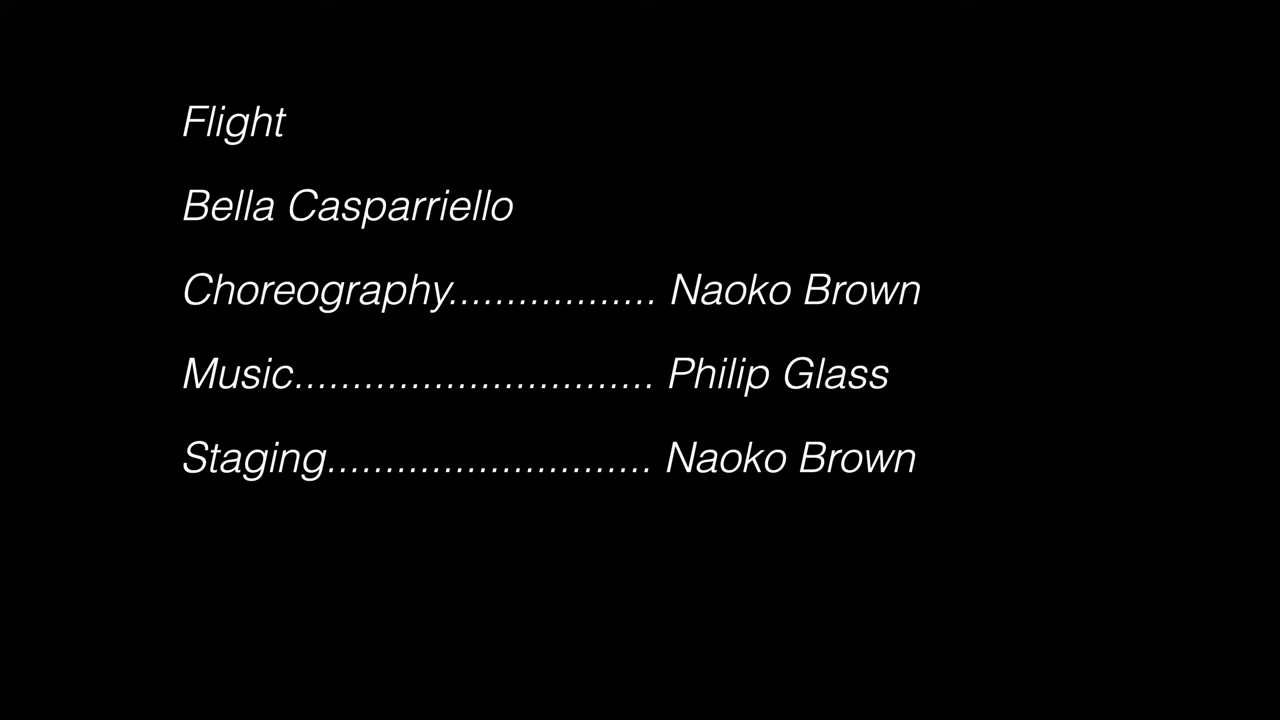 Flight
Bella Casparriello
Choreography.................. Naoko Brown
Music............................... Philip Glass
Staging............................ Naoko Brown